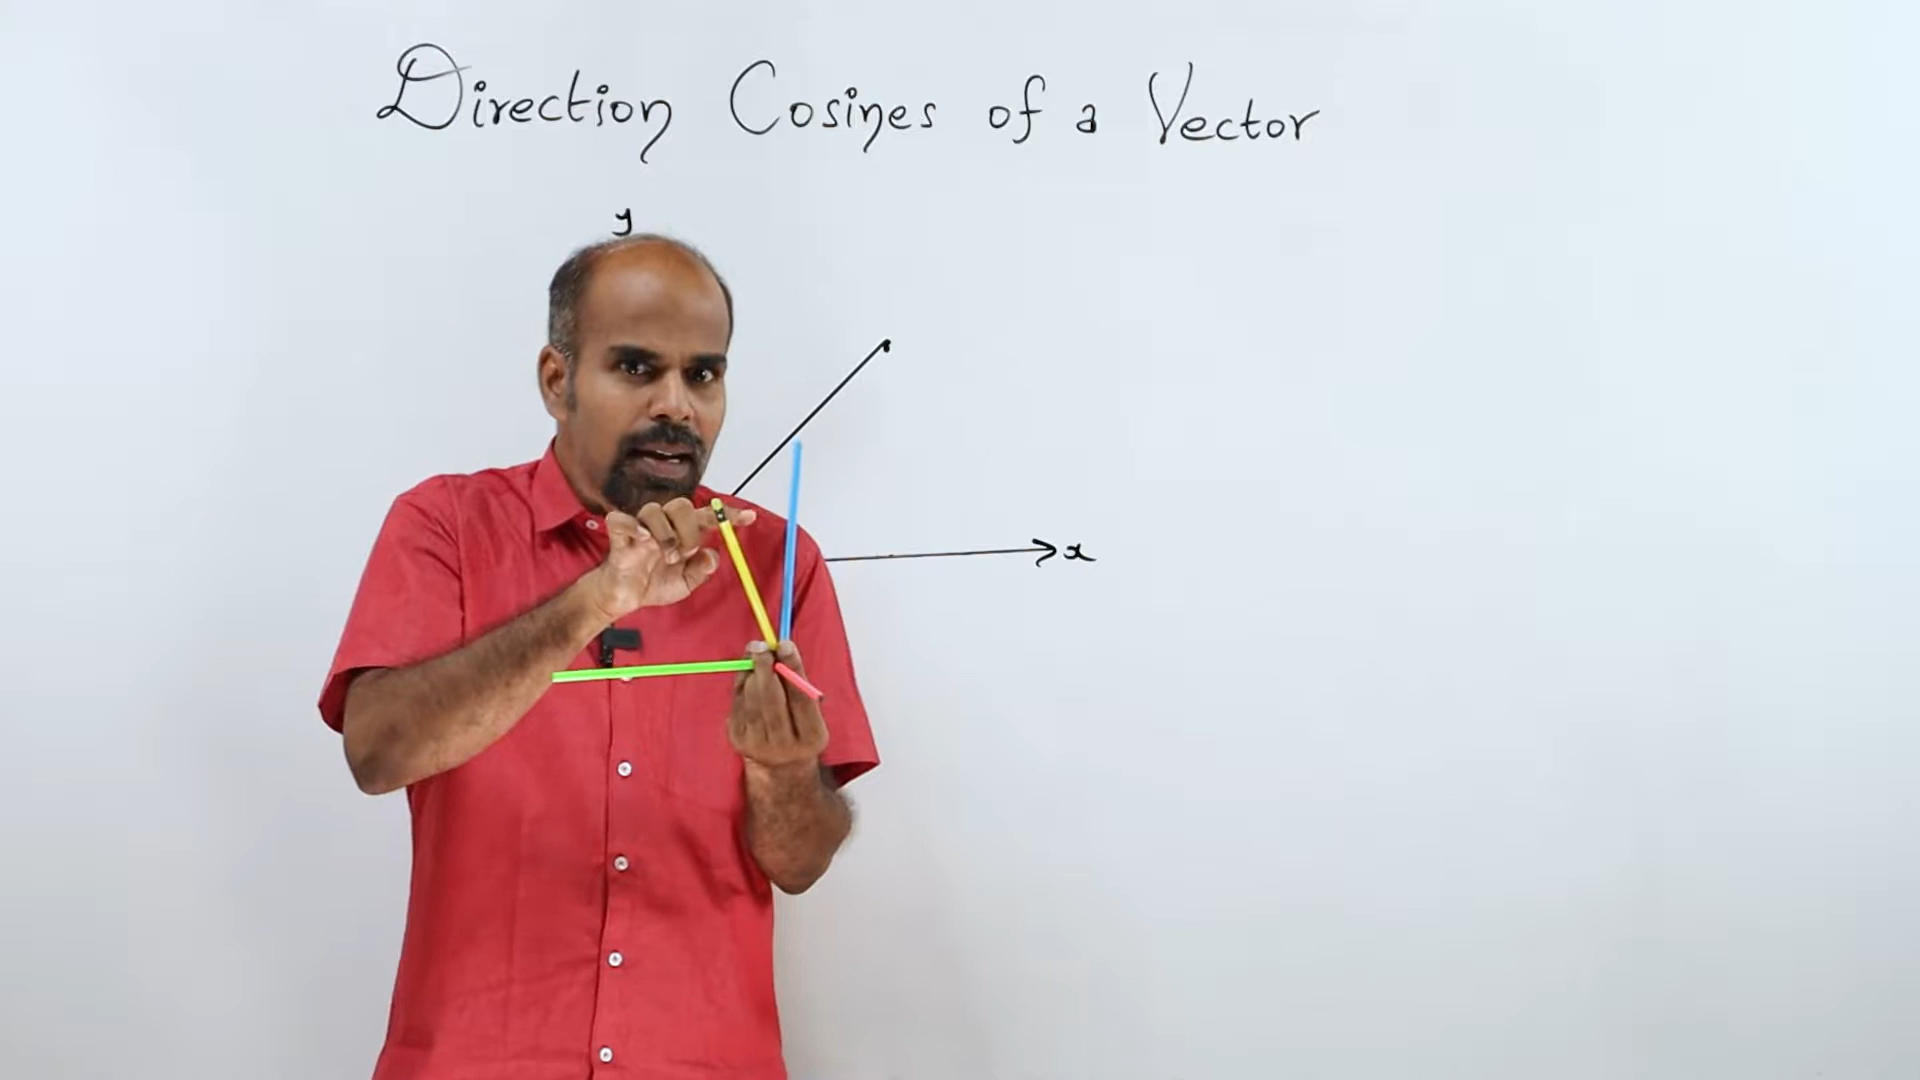 Direction Cosines of a Vector
y
x